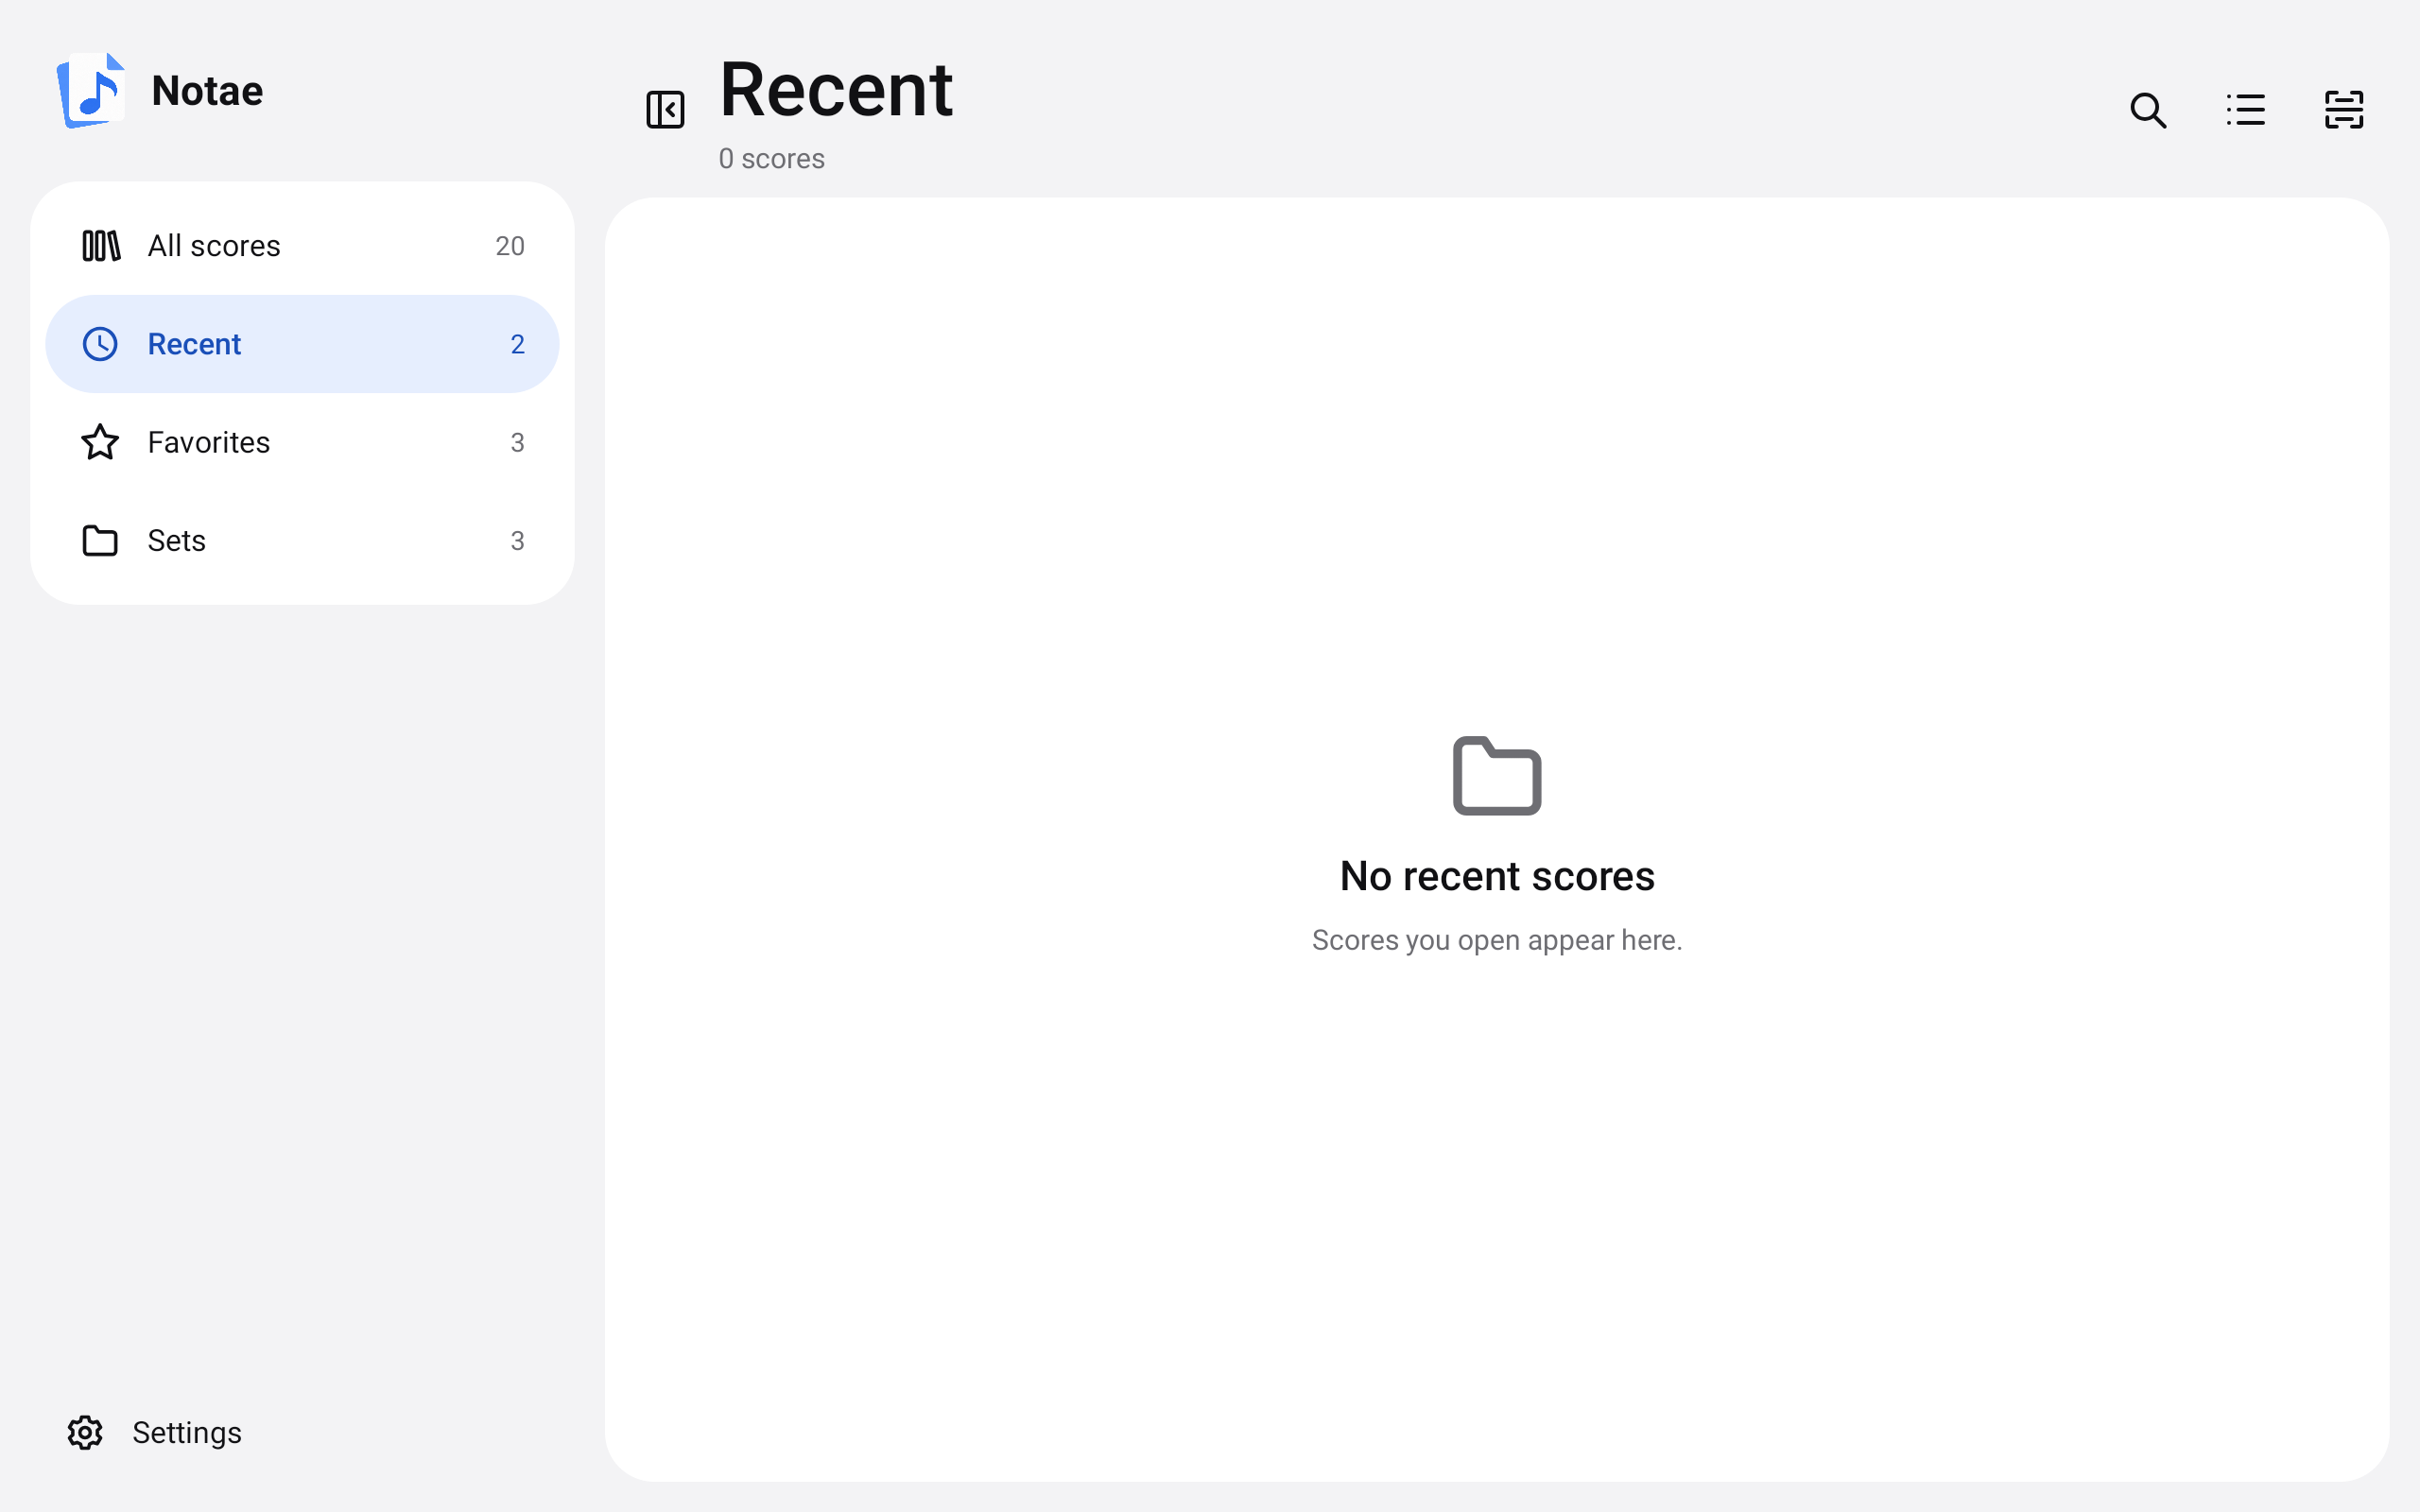 Notae
All scores 20
Recent 2
Favorites 3
Sets 3
Settings
Recent
0 scores
No recent scores
Scores you open appear here.